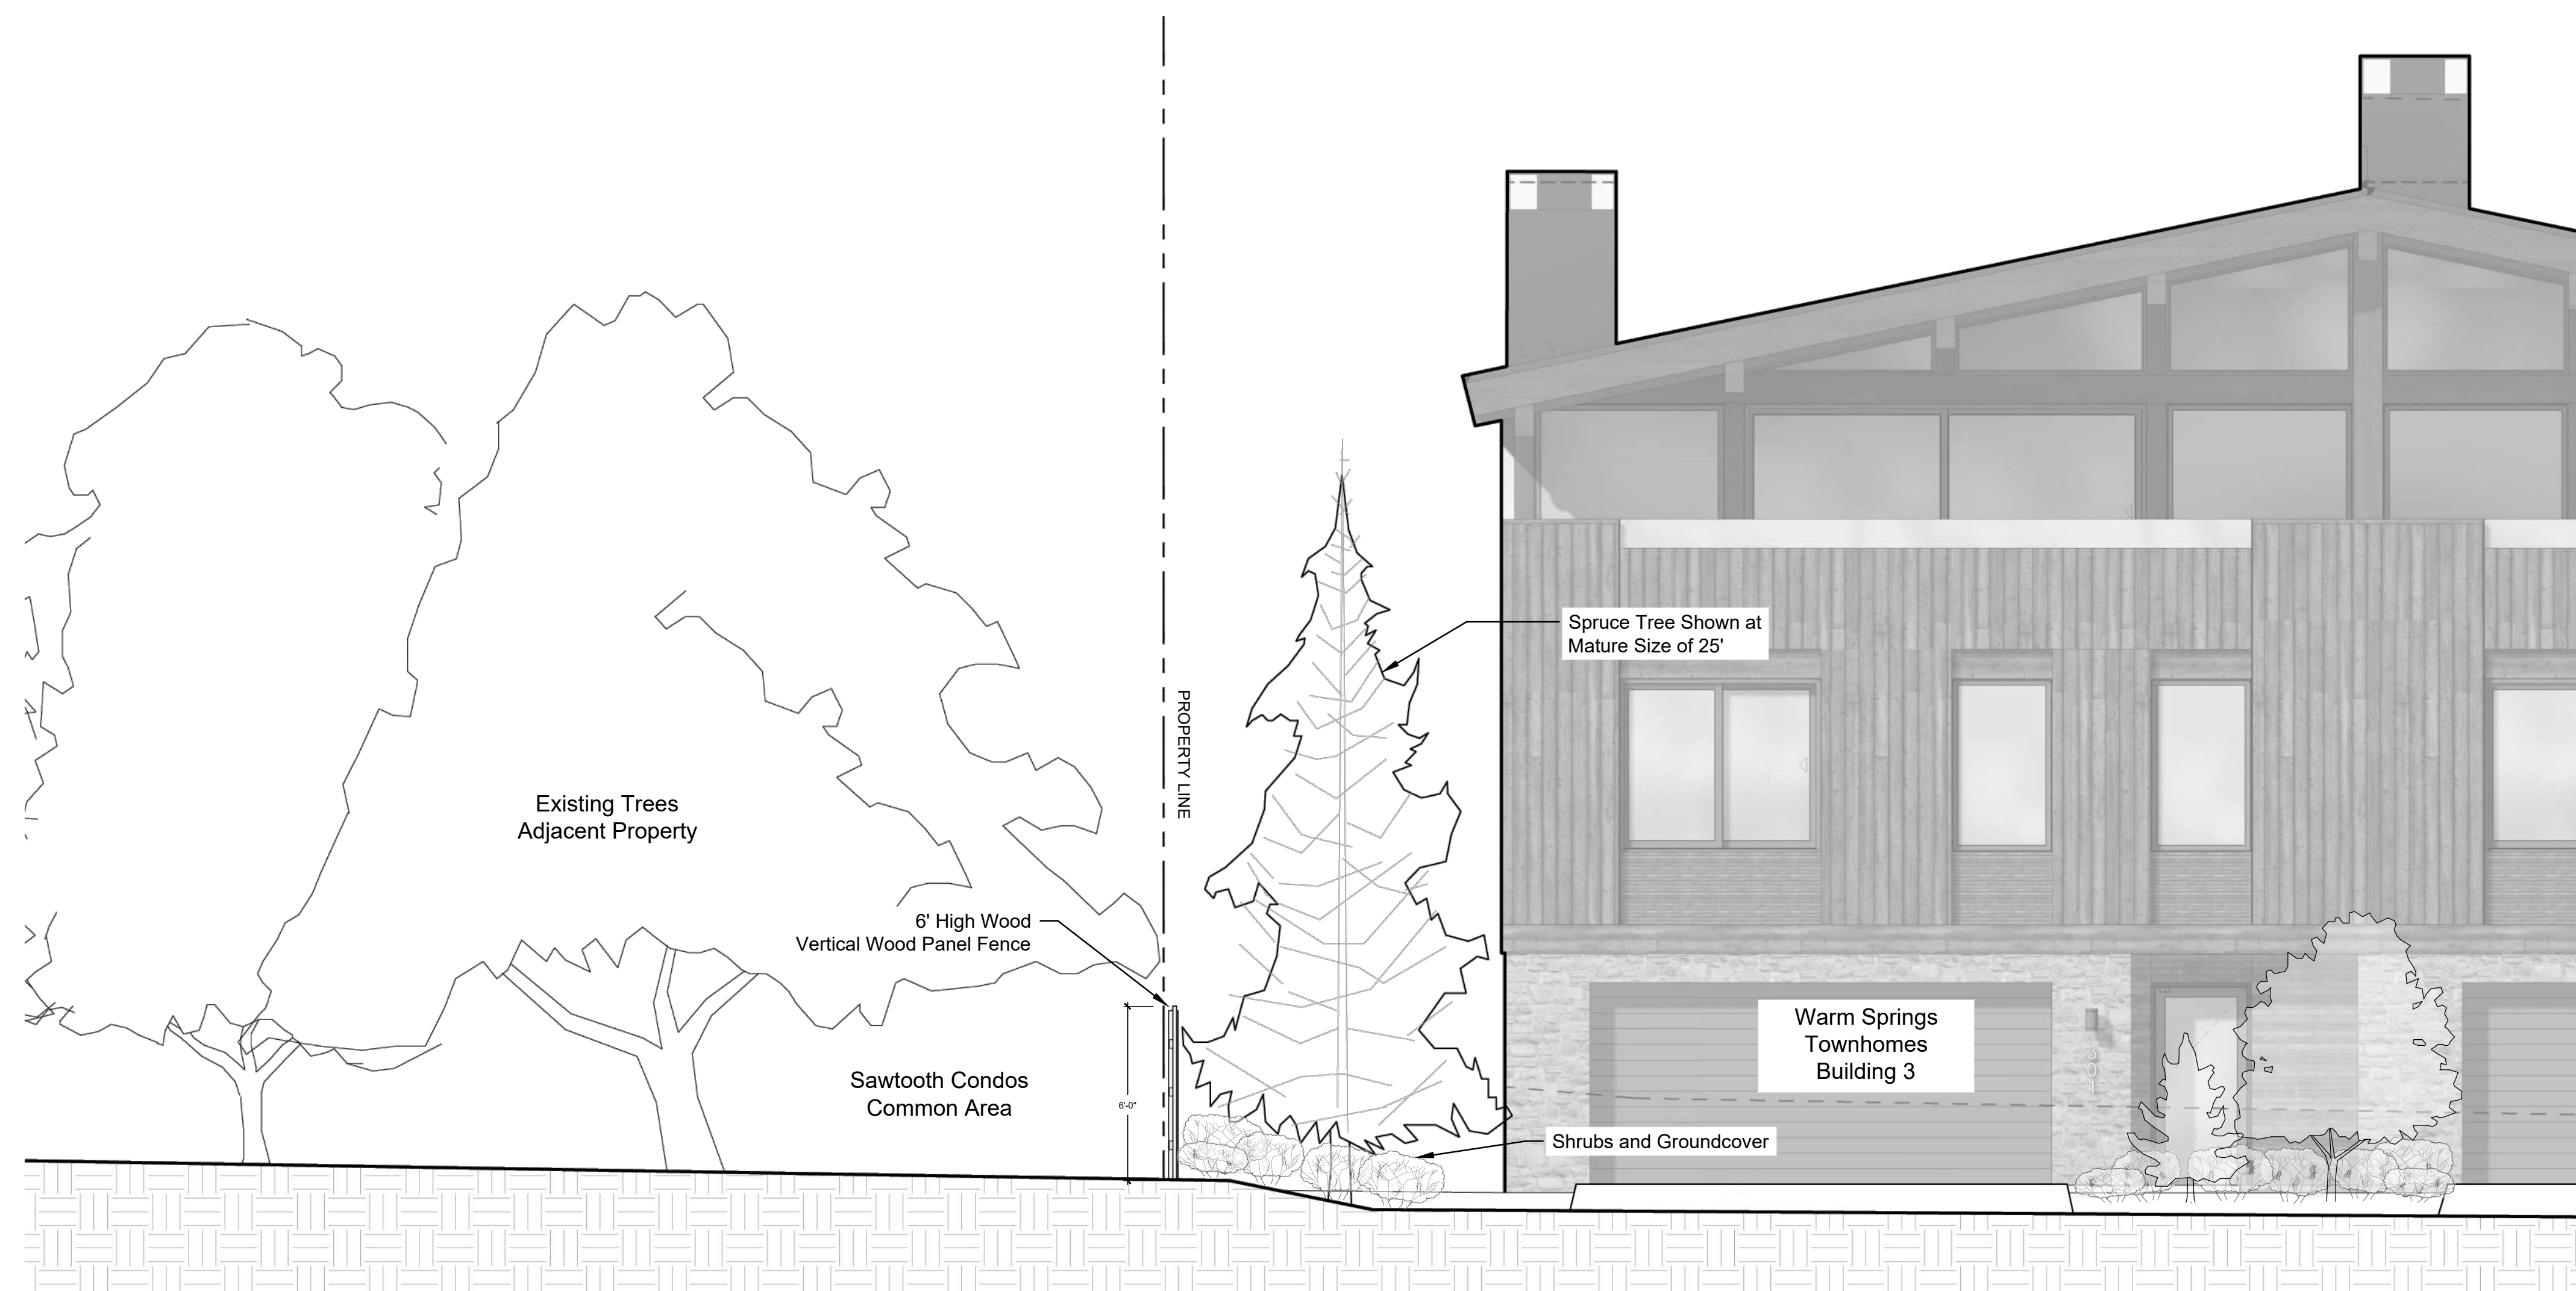 PROPERTY LINE
Spruce Tree Shown at
Mature Size of 25'
Existing Trees
Adjacent Property
6' High Wood
Vertical Wood Panel Fence
6'-0"
Sawtooth Condos
Common Area
Warm Springs
Townhomes
Building 3
301
Shrubs and Groundcover